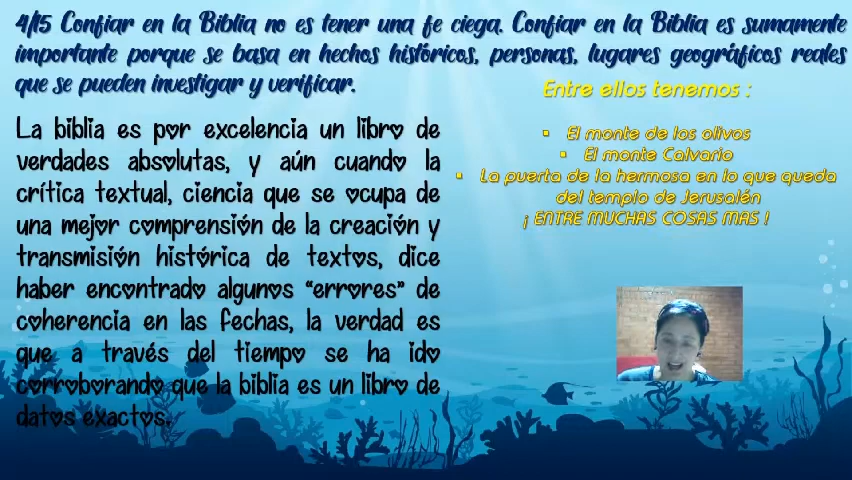 4/15 Confiar en la Biblia no es tener una fe ciega. Confiar en la Biblia es sumamente
importante porque se basa en hechos históricos, personas, lugares geográficos reales
que se pueden investigar y verificar.
La biblia es por excelencia un libro de
verdades absolutas, y aún cuando la
crítica textual, ciencia que se ocupa de
una mejor comprensión de la creación y
transmisión histórica de textos, dice
haber encontrado algunos “errores” de
coherencia en las fechas, la verdad es
que a través del tiempo se ha ido
corroborando que la biblia es un libro de
datos exactos.
Entre ellos tenemos :
• El monte de los olivos
• El monte Calvario
• La puerta de la hermosa en lo que queda
del templo de Jerusalén
¡ ENTRE MUCHAS COSAS MAS !